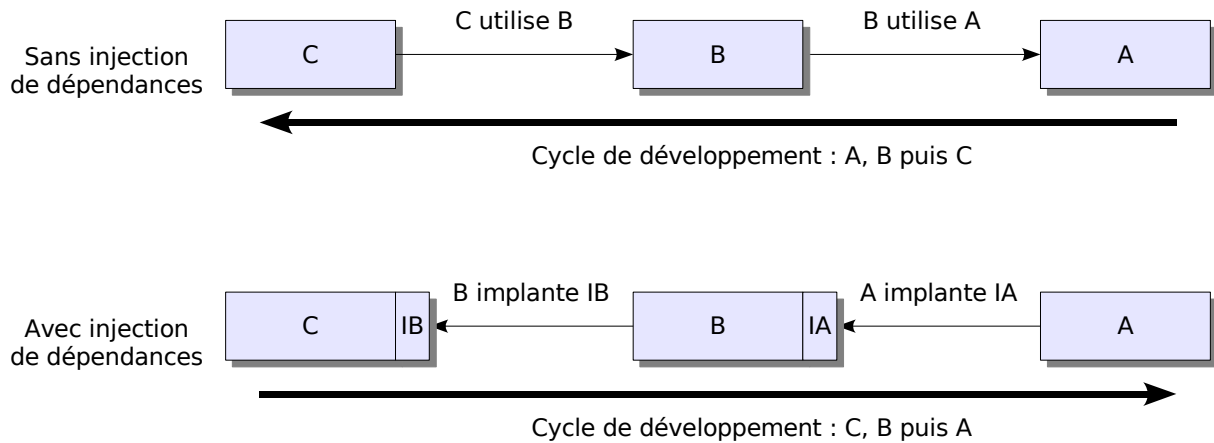 C utilise B
B utilise A
Sans injection
de dépendances
C
B
A
Cycle de développement : A, B puis C
B implante IB
A implante IA
Avec injection
de dépendances
C
IB
B
IA
A
Cycle de développement : C, B puis A